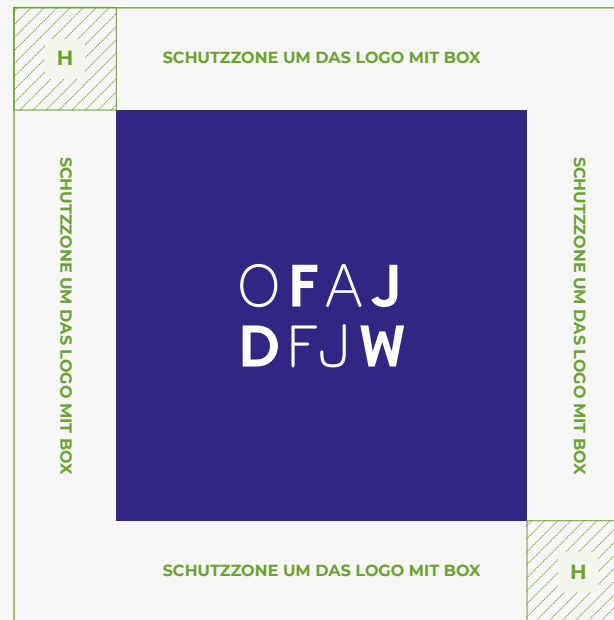 H
SCHUTZZONE UM DAS LOGO MIT BOX
SCHUTZZONE UM DAS LOGO MIT BOX
OFAJ
DFJW
SCHUTZZONE UM DAS LOGO MIT BOX
SCHUTZZONE UM DAS LOGO MIT BOX
H